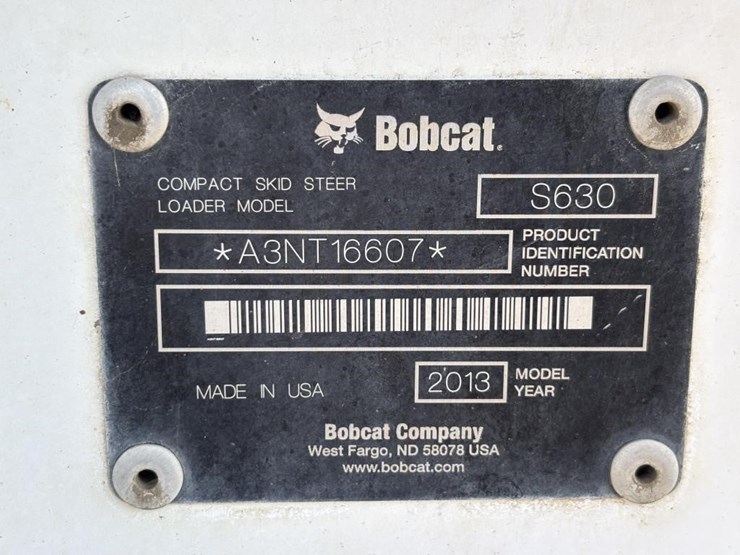 Bobcat.
COMPACT SKID STEER
LOADER MODEL
S630
*A3NT16607*
PRODUCT
IDENTIFICATION
NUMBER
MADE IN USA
2013
MODEL
YEAR
Bobcat Company
West Fargo, ND 58078 USA
www.bobcat.com